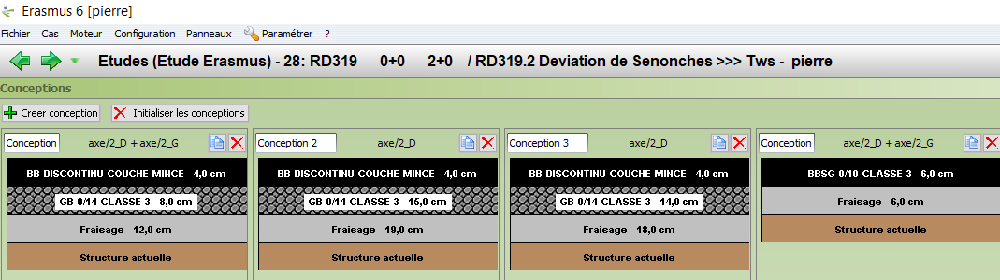 Erasmus 6 [pierre]
Fichier Cas Moteur Configuration Panneaux Paramétrer ?
Etudes (Etude Erasmus) - 28: RD319 0+0 2+0 / RD319.2 Deviation de Senonches >>> Tws - pierre
Conceptions
Creer conception Initialiser les conceptions
Conception axe/2_D + axe/2_G
BB-DISCONTINU-COUCHE-MINCE - 4,0 cm
GB-0/14-CLASSE-3 - 8,0 cm
Fraisage - 12,0 cm
Structure actuelle
Conception 2 axe/2_D
BB-DISCONTINU-COUCHE-MINCE - 4,0 cm
GB-0/14-CLASSE-3 - 15,0 cm
Fraisage - 19,0 cm
Structure actuelle
Conception 3 axe/2_D
BB-DISCONTINU-COUCHE-MINCE - 4,0 cm
GB-0/14-CLASSE-3 - 14,0 cm
Fraisage - 18,0 cm
Structure actuelle
Conception axe/2_D + axe/2_G
BBSG-0/10-CLASSE-3 - 6,0 cm
Fraisage - 6,0 cm
Structure actuelle